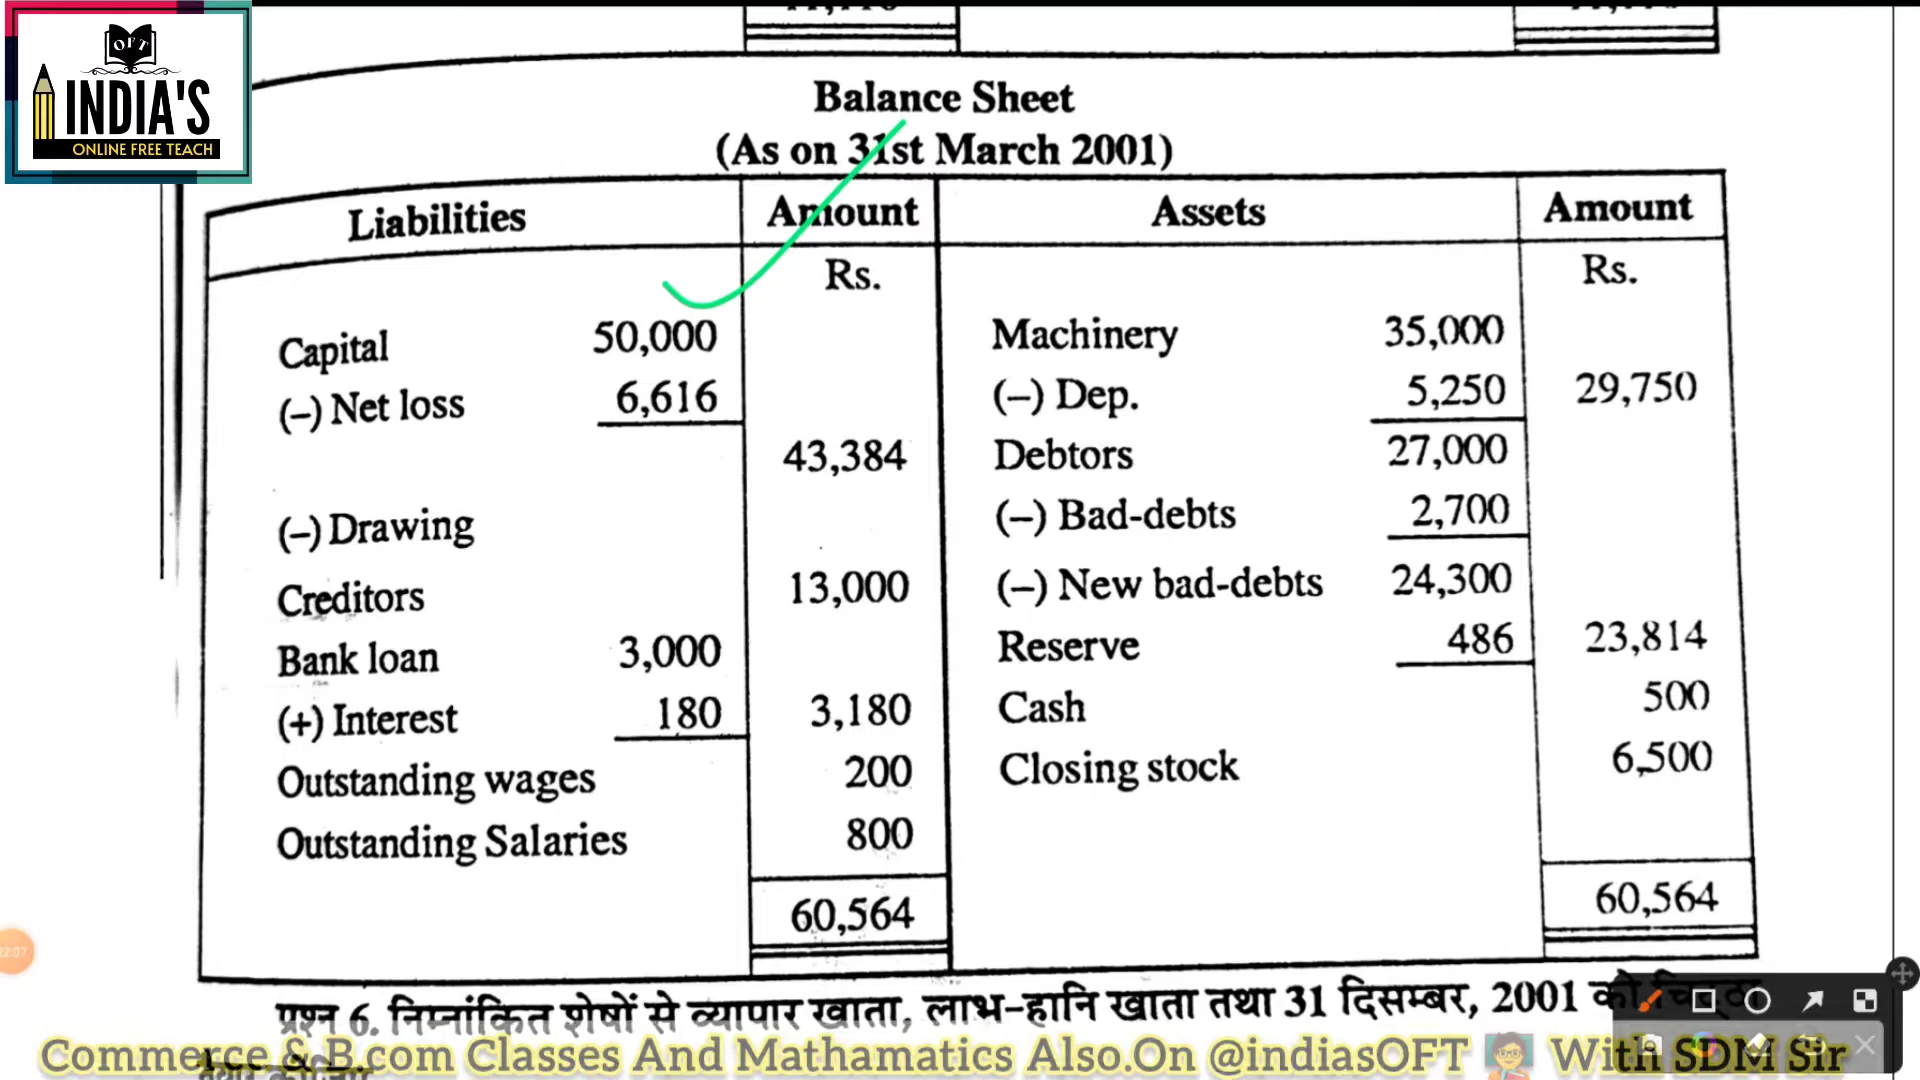 OFT
INDIA'S
ONLINE FREE TEACH
Balance Sheet
(As on 31st March 2001)
Liabilities Amount Assets Amount
Rs. Rs.
Capital 50,000 Machinery 35,000
(–) Net loss 6,616 (–) Dep. 5,250 29,750
43,384 Debtors 27,000
(–) Drawing (–) Bad-debts 2,700
Creditors 13,000 (–) New bad-debts 24,300
Bank loan 3,000 Reserve 486 23,814
(+) Interest 180 3,180 Cash 500
Outstanding wages 200 Closing stock 6,500
Outstanding Salaries 800
60,564 60,564
22:07
प्रश्न 6. निम्नांकित शेषों से व्यापार खाता, लाभ-हानि खाता तथा 31 दिसम्बर, 2001 को
Commerce & B.com Classes And Mathamatics Also.On @indiasOFT With SDM Sir